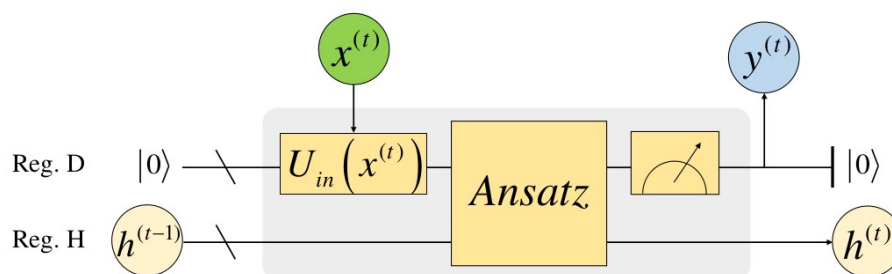 x^(t)
y^(t)
Reg. D |0⟩ U_in(x^(t)) |0⟩
Ansatz
Reg. H h^(t-1) h^(t)